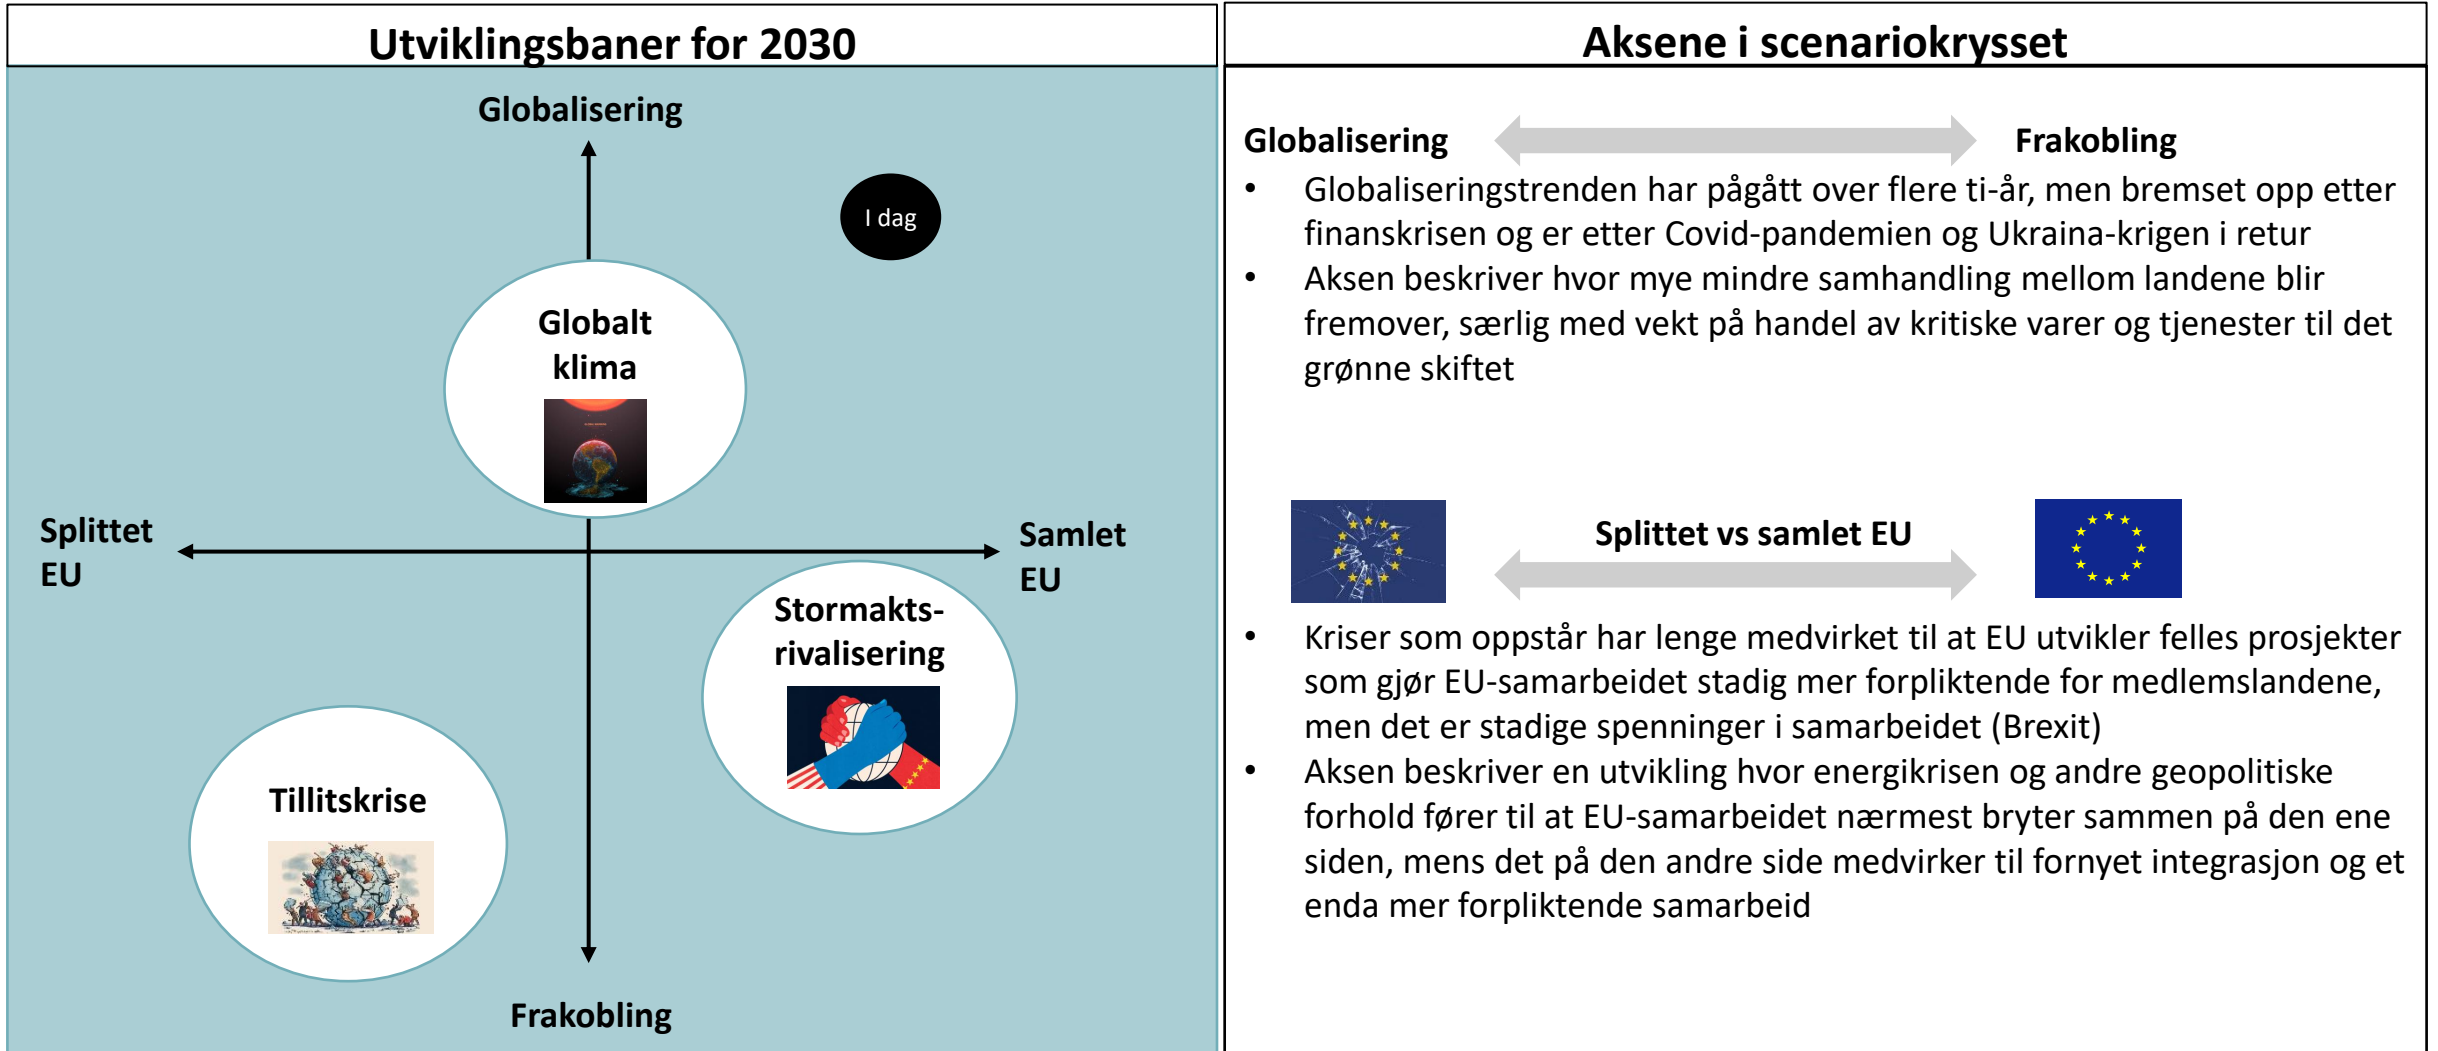 Utviklingsbaner for 2030
Globalisering
I dag
Globalt
klima
Splittet
EU
Samlet
EU
Stormakts-
rivalisering
Tillitskrise
Frakobling
Aksene i scenariokrysset
Globalisering
Frakobling
• Globaliseringstrenden har pågått over flere ti-år, men bremset opp etter
finanskrisen og er etter Covid-pandemien og Ukraina-krigen i retur
• Aksen beskriver hvor mye mindre samhandling mellom landene blir
fremover, særlig med vekt på handel av kritiske varer og tjenester til det
grønne skiftet
Splittet vs samlet EU
• Kriser som oppstår har lenge medvirket til at EU utvikler felles prosjekter
som gjør EU-samarbeidet stadig mer forpliktende for medlemslandene,
men det er stadige spenninger i samarbeidet (Brexit)
• Aksen beskriver en utvikling hvor energikrisen og andre geopolitiske
forhold fører til at EU-samarbeidet nærmest bryter sammen på den ene
siden, mens det på den andre side medvirker til fornyet integrasjon og et
enda mer forpliktende samarbeid